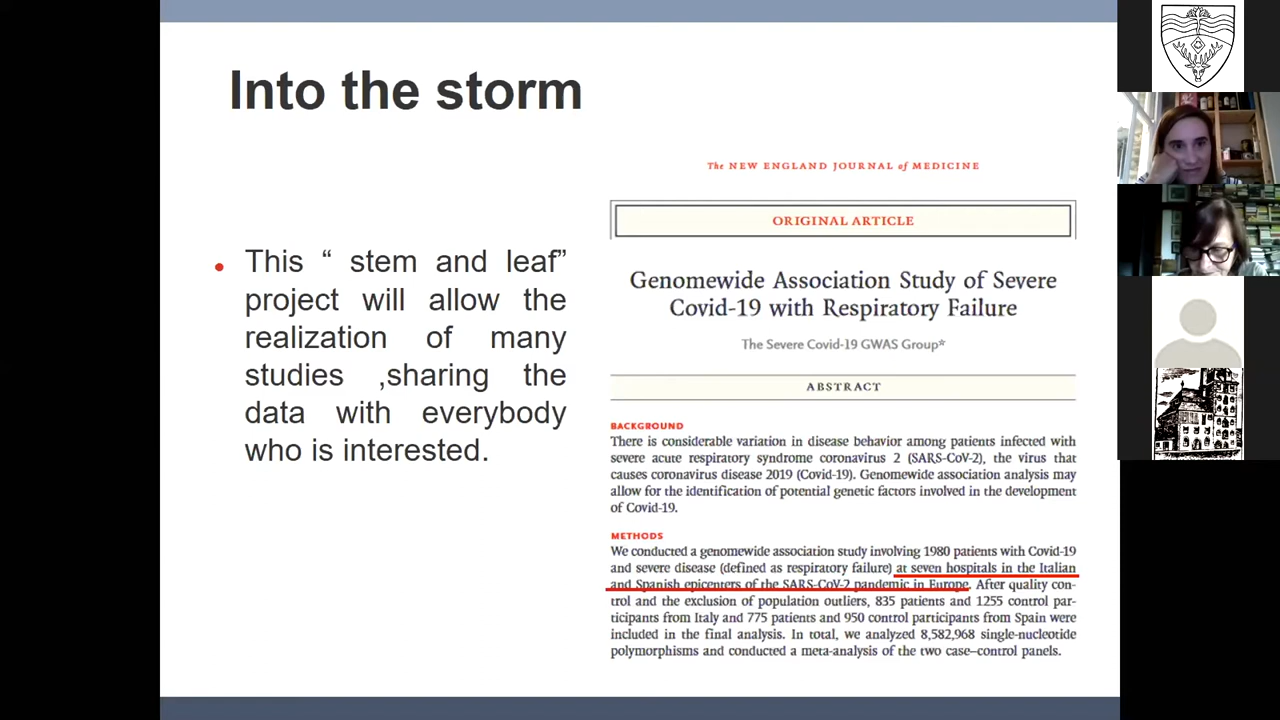 Into the storm
This “ stem and leaf”
project will allow the
realization of many
studies ,sharing the
data with everybody
who is interested.
The NEW ENGLAND JOURNAL of MEDICINE
ORIGINAL ARTICLE
Genomewide Association Study of Severe
Covid-19 with Respiratory Failure
The Severe Covid-19 GWAS Group*
ABSTRACT
BACKGROUND
There is considerable variation in disease behavior among patients infected with
severe acute respiratory syndrome coronavirus 2 (SARS-CoV-2), the virus that
causes coronavirus disease 2019 (Covid-19). Genomewide association analysis may
allow for the identification of potential genetic factors involved in the development
of Covid-19.
METHODS
We conducted a genomewide association study involving 1980 patients with Covid-19
and severe disease (defined as respiratory failure) at seven hospitals in the Italian
and Spanish epicenters of the SARS-CoV-2 pandemic in Europe. After quality con-
trol and the exclusion of population outliers, 835 patients and 1255 control par-
ticipants from Italy and 775 patients and 950 control participants from Spain were
included in the final analysis. In total, we analyzed 8,582,968 single-nucleotide
polymorphisms and conducted a meta-analysis of the two case–control panels.